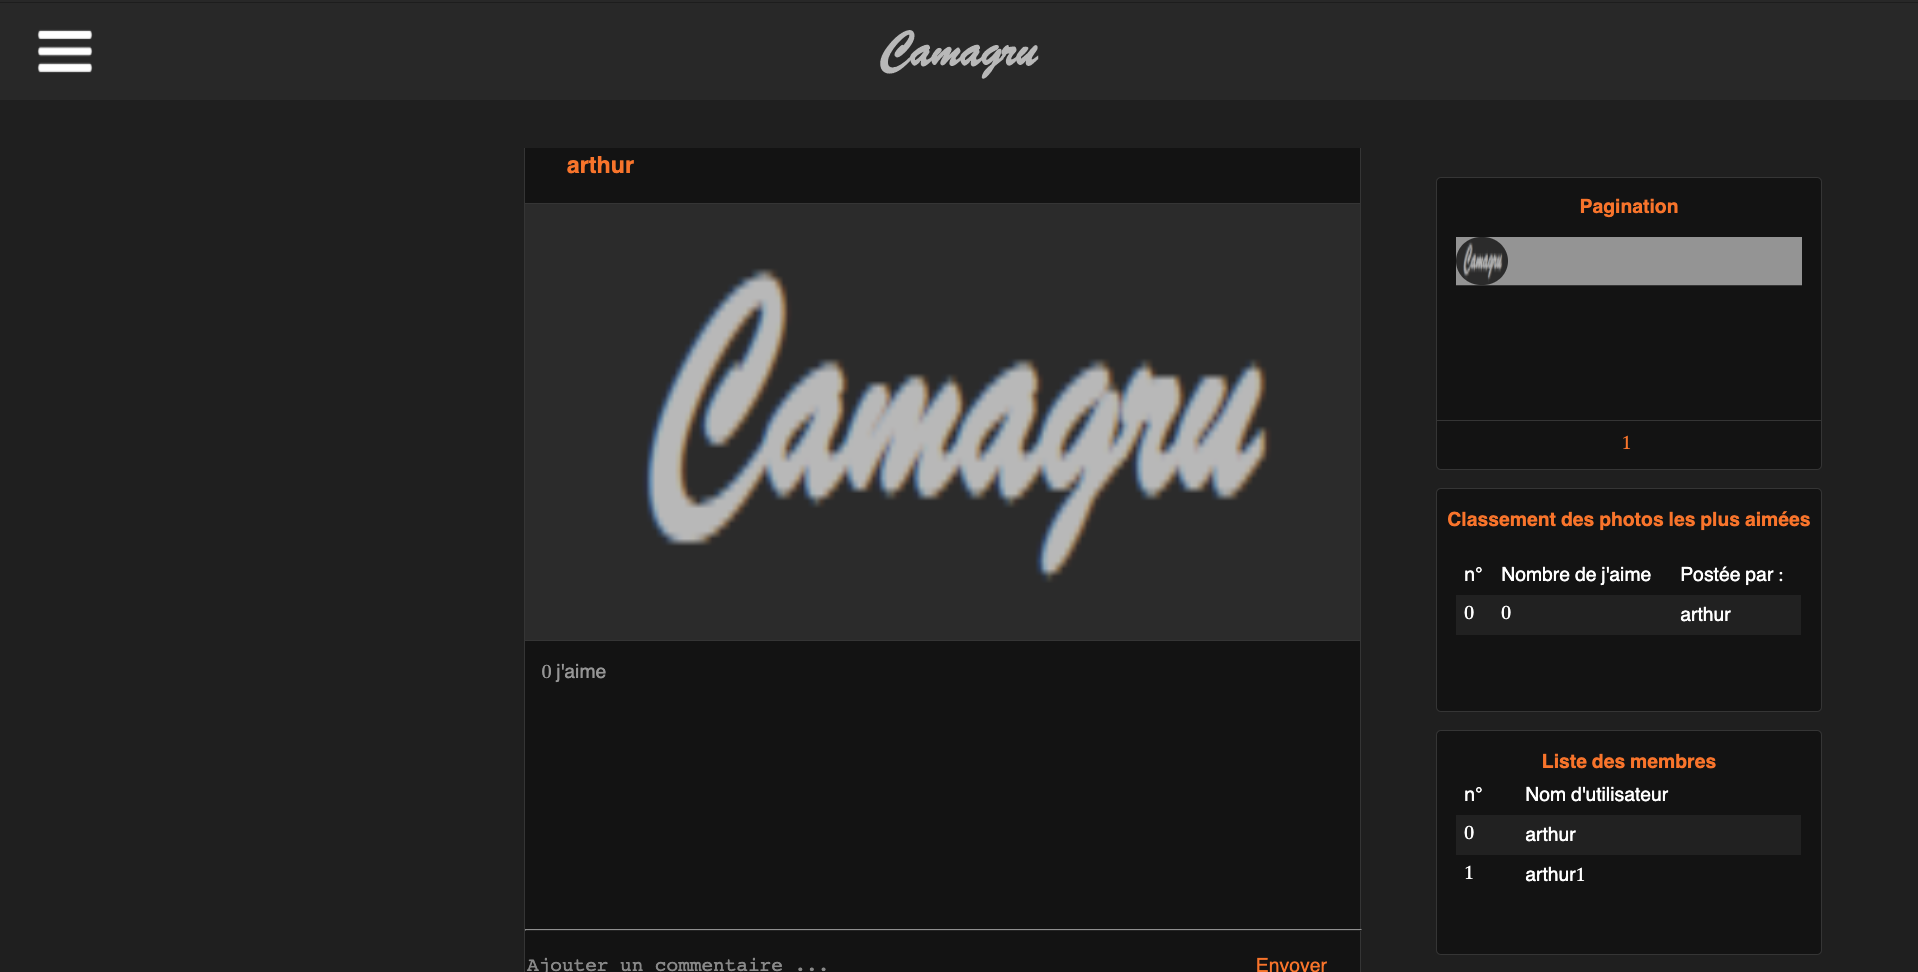 Camagru
arthur
Camagru
0 j'aime
Ajouter un commentaire ...
Envoyer
Pagination
Camagru
1
Classement des photos les plus aimées
n° Nombre de j'aime Postée par :
0 0 arthur
Liste des membres
n° Nom d'utilisateur
0 arthur
1 arthur1